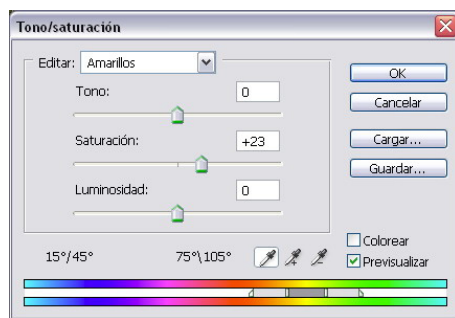 Tono/saturación
Editar: Amarillos
Tono: 0
Saturación: +23
Luminosidad: 0
OK
Cancelar
Cargar...
Guardar...
Colorear
Previsualizar
15°/45° 75°\105°